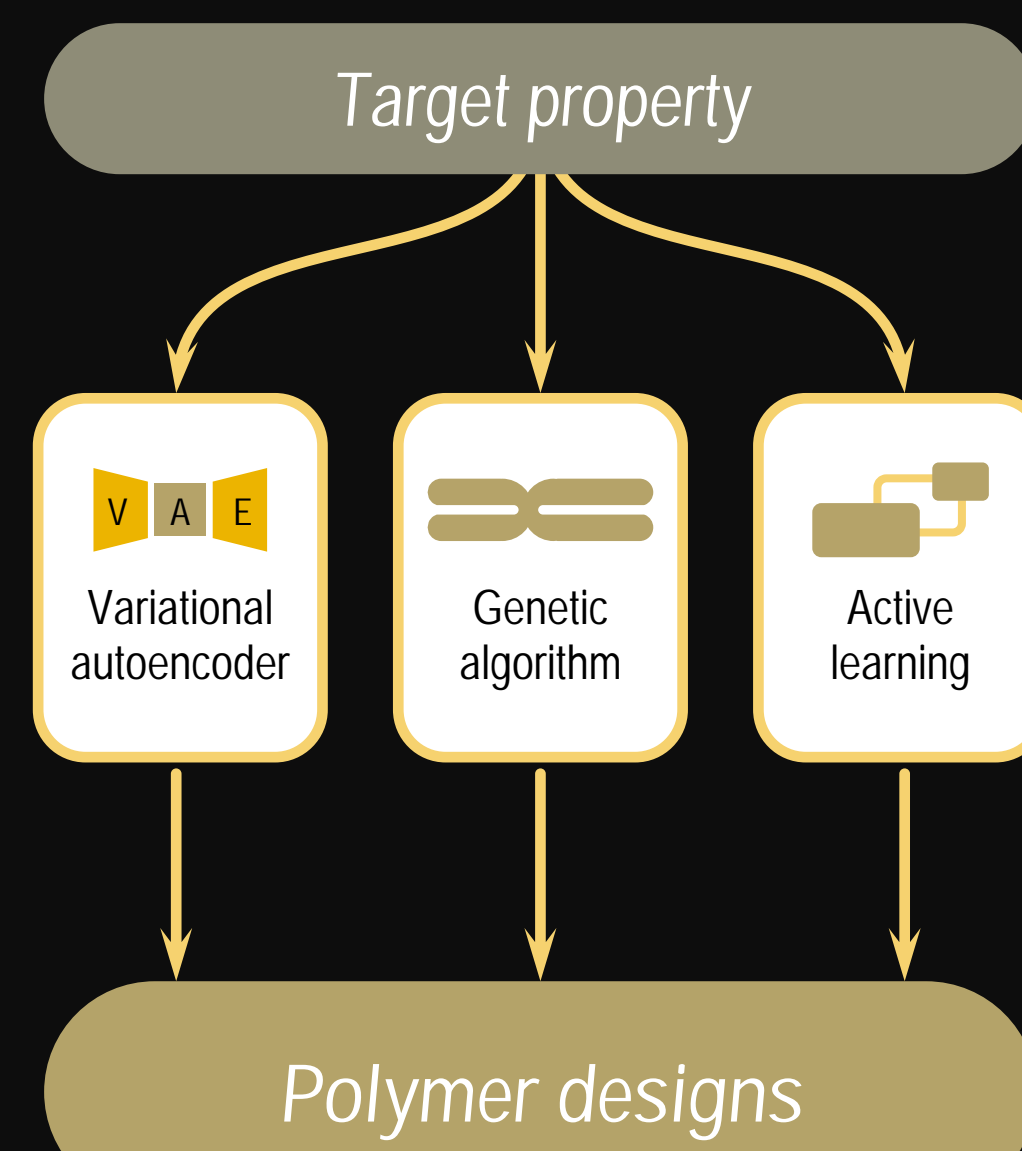 Target property
V A E
Variational
autoencoder
Genetic
algorithm
Active
learning
Polymer designs